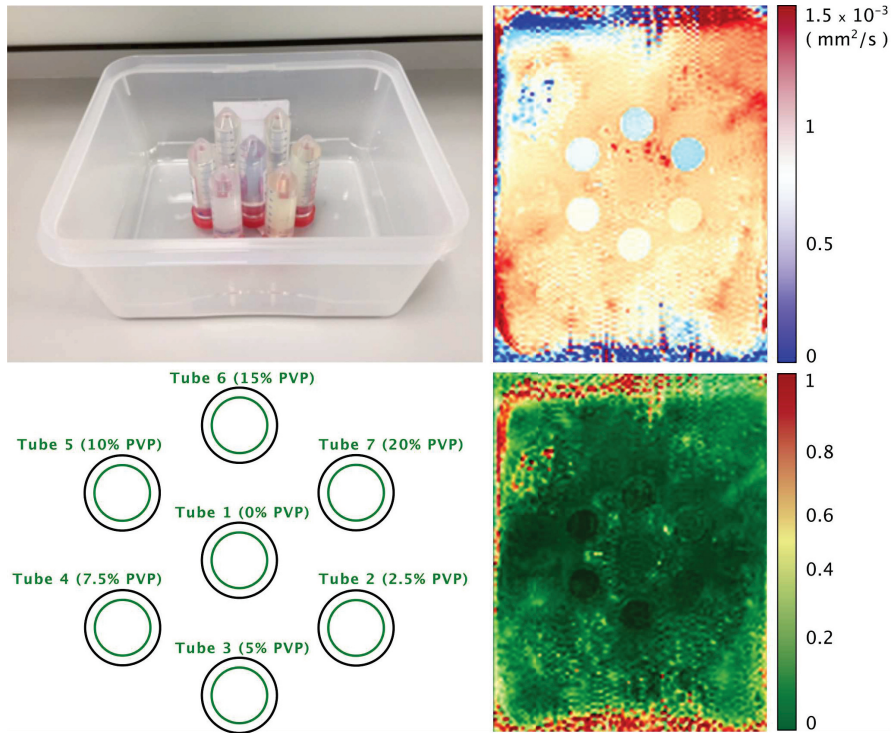 1.5 × 10⁻³
( mm²/s )
1
0.5
0
Tube 6 (15% PVP)
Tube 5 (10% PVP)
Tube 7 (20% PVP)
Tube 1 (0% PVP)
Tube 4 (7.5% PVP)
Tube 2 (2.5% PVP)
Tube 3 (5% PVP)
1
0.8
0.6
0.4
0.2
0